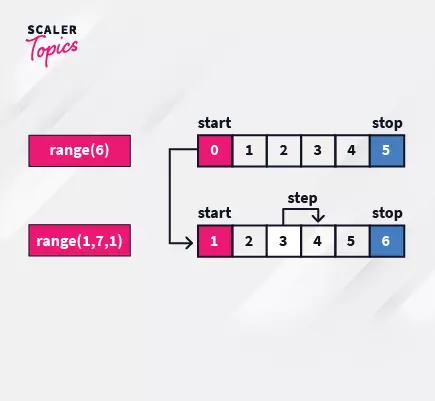 SCALER
Topics
start stop
range(6) 0 1 2 3 4 5
step
start stop
range(1,7,1) 1 2 3 4 5 6